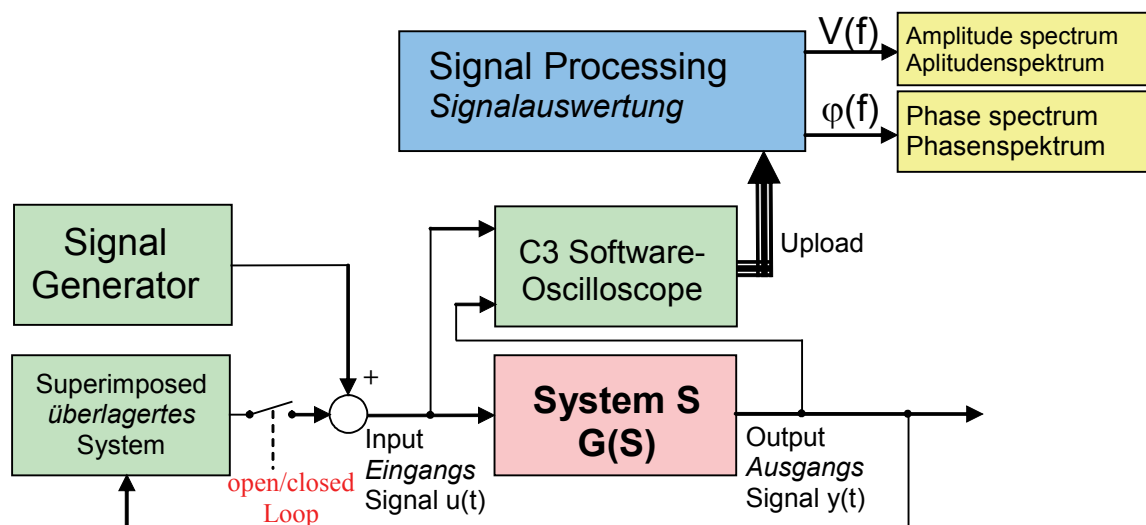 Signal Processing
Signalauswertung
V(f)
φ(f)
Amplitude spectrum
Aplitudenspektrum
Phase spectrum
Phasenspektrum
Signal
Generator
C3 Software-
Oscilloscope
Upload
Superimposed
überlagertes
System
open/closed
Loop
+
Input
Eingangs
Signal u(t)
System S
G(S)
Output
Ausgangs
Signal y(t)